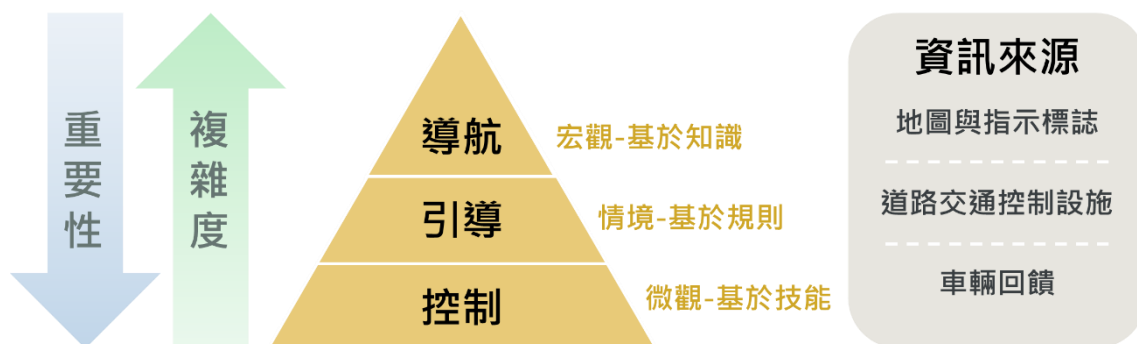 重要性
複雜度
導航
宏觀-基於知識
引導
情境-基於規則
控制
微觀-基於技能
資訊來源
地圖與指示標誌
道路交通控制設施
車輛回饋